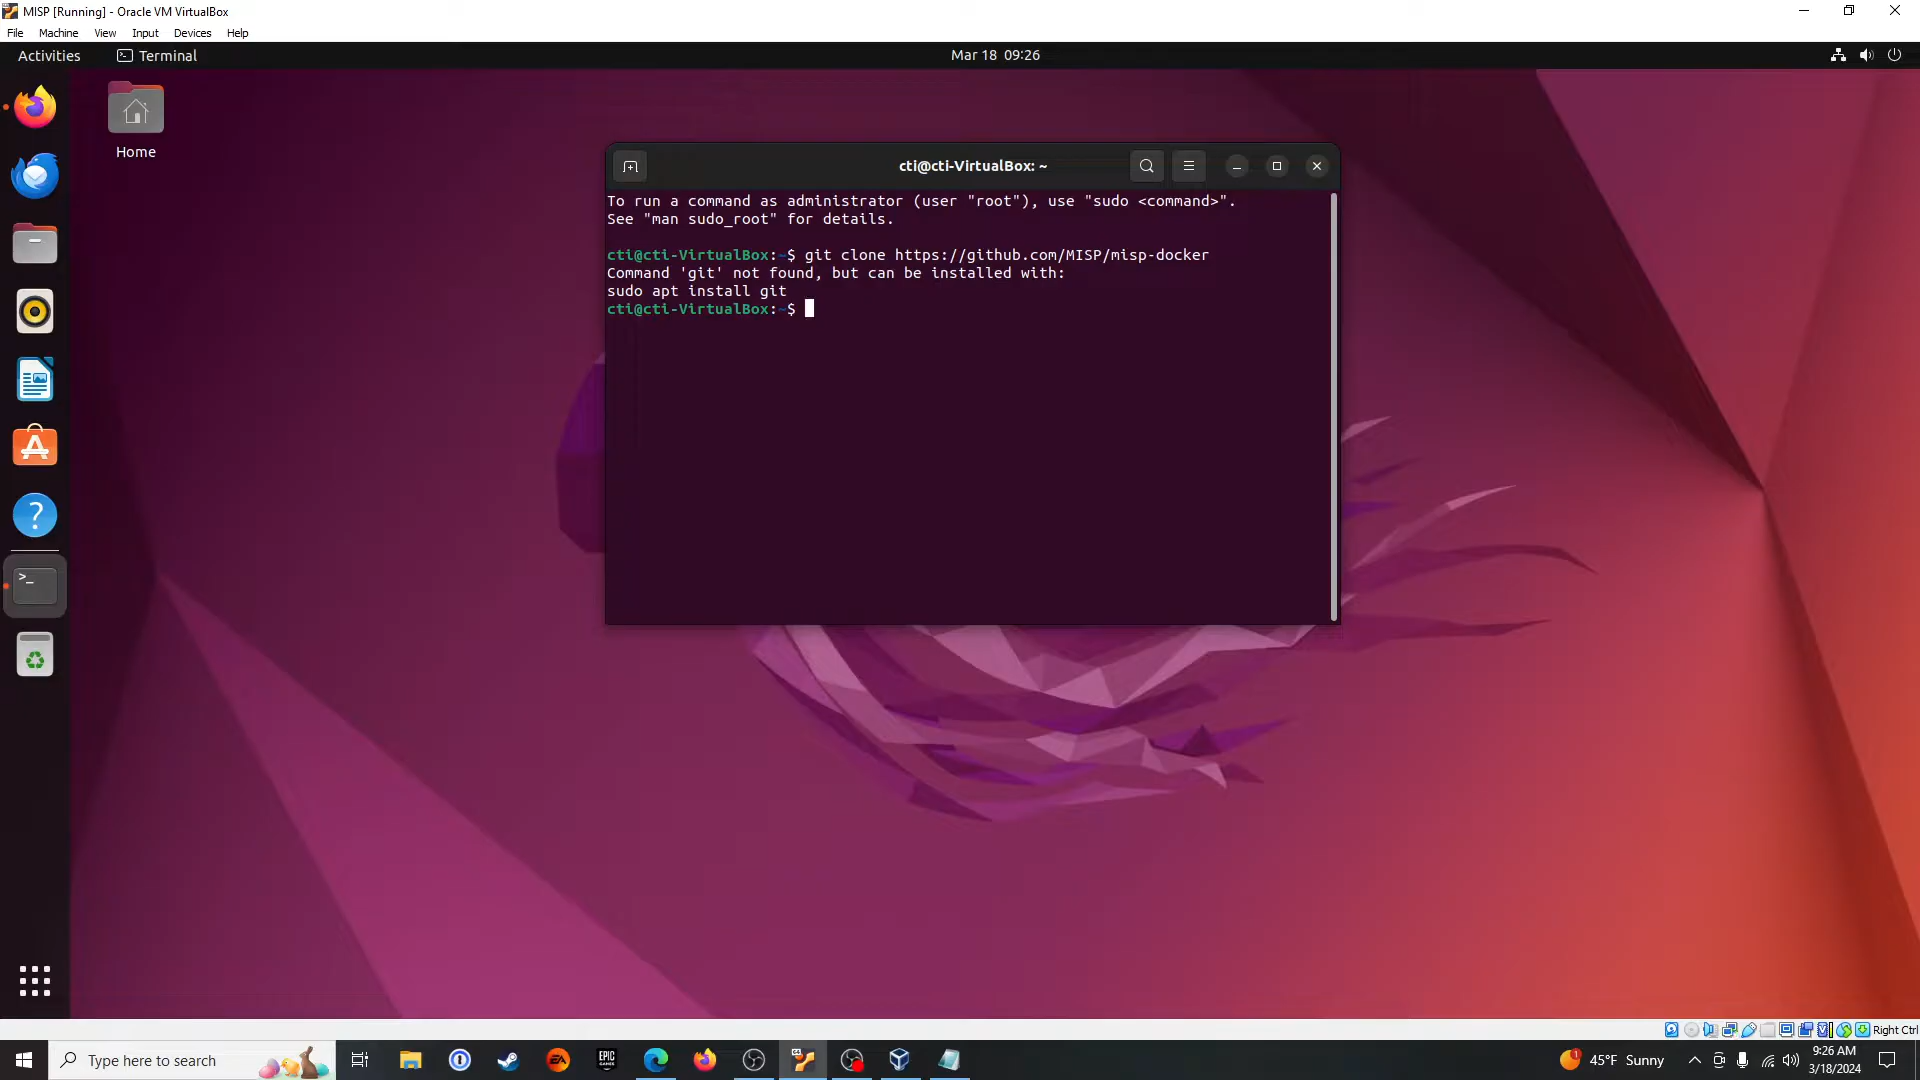 MISP [Running] - Oracle VM VirtualBox
File Machine View Input Devices Help
Activities Terminal Mar 18 09:26
Home
cti@cti-VirtualBox: ~
To run a command as administrator (user "root"), use "sudo <command>".
See "man sudo_root" for details.
cti@cti-VirtualBox:~$ git clone https://github.com/MISP/misp-docker
Command 'git' not found, but can be installed with:
sudo apt install git
cti@cti-VirtualBox:~$
Right Ctrl
Type here to search
EA
EPIC GAMES
1
45°F Sunny
9:26 AM
3/18/2024